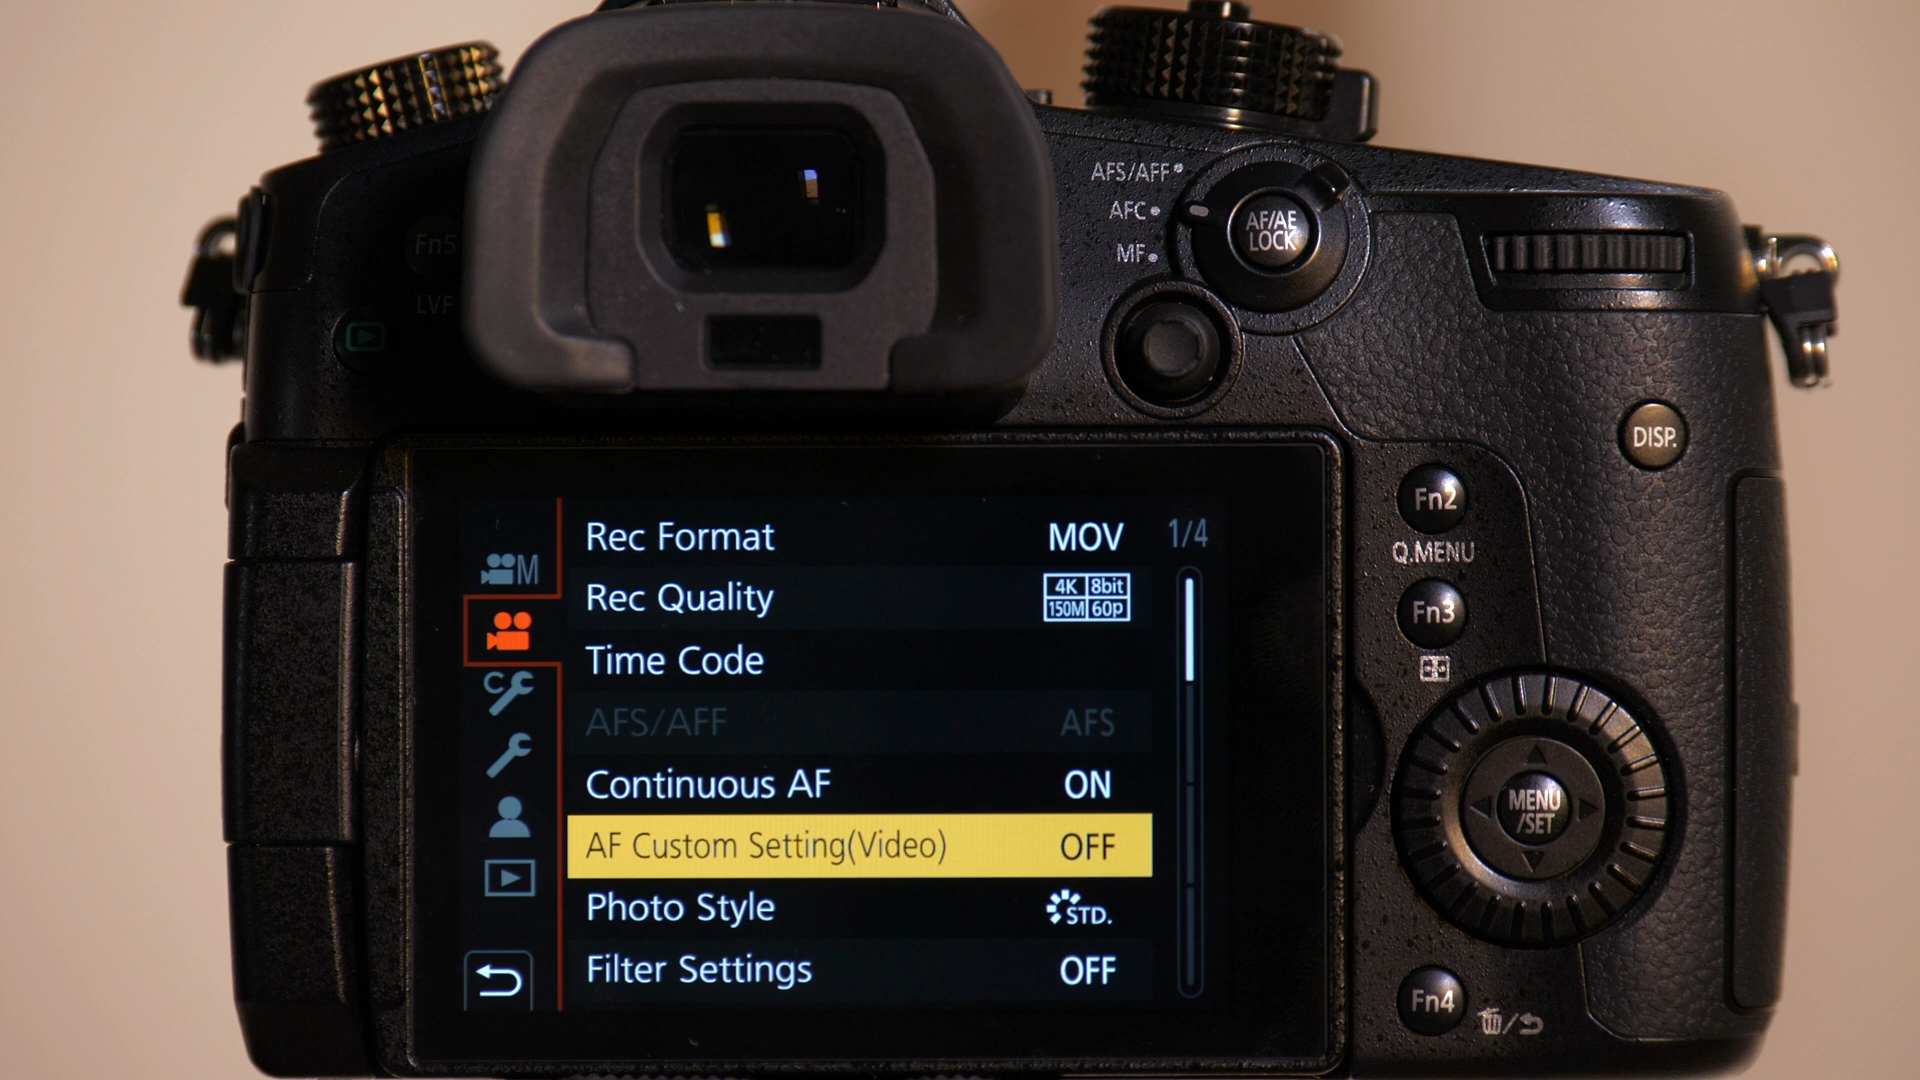 Fn5
LVF
AFS/AFF
AFC
MF
AF/AE
LOCK
DISP.
Fn2
Q.MENU
Fn3
MENU
/SET
Fn4
1/4
Rec Format MOV
Rec Quality 4K 8bit
150M 60p
Time Code
AFS/AFF AFS
Continuous AF ON
AF Custom Setting(Video) OFF
Photo Style STD.
Filter Settings OFF
M
C